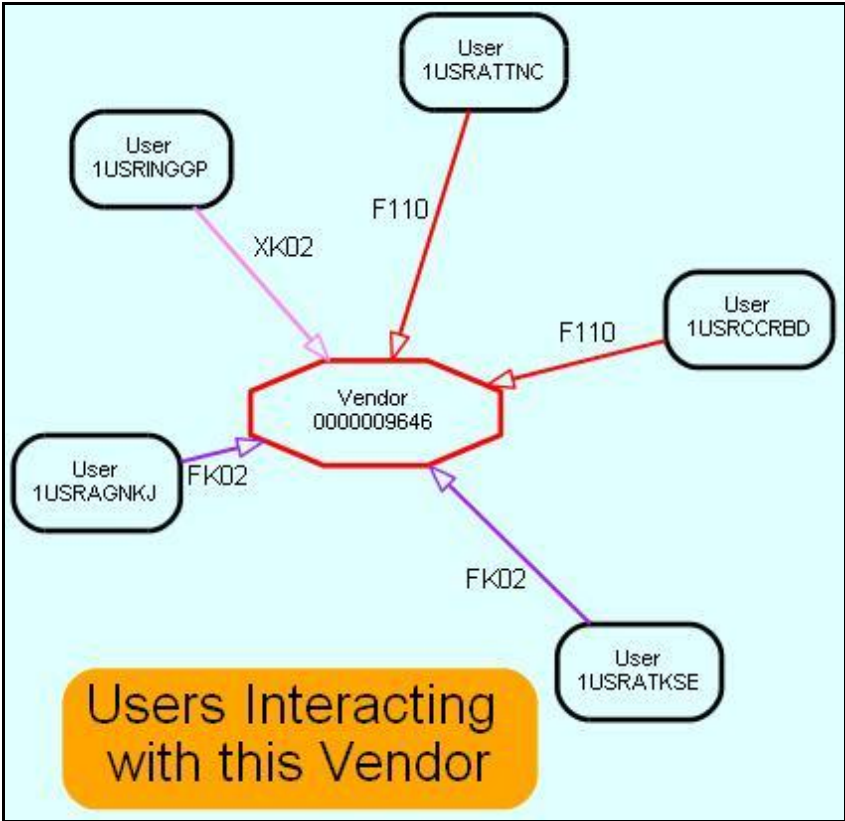 User
1USRATTNC
User
1USRINGGP
F110
XK02
User
1USRCCRBD
F110
Vendor
0000009646
User
1USRAGNKJ
FK02
FK02
User
1USRATKSE
Users Interacting
with this Vendor